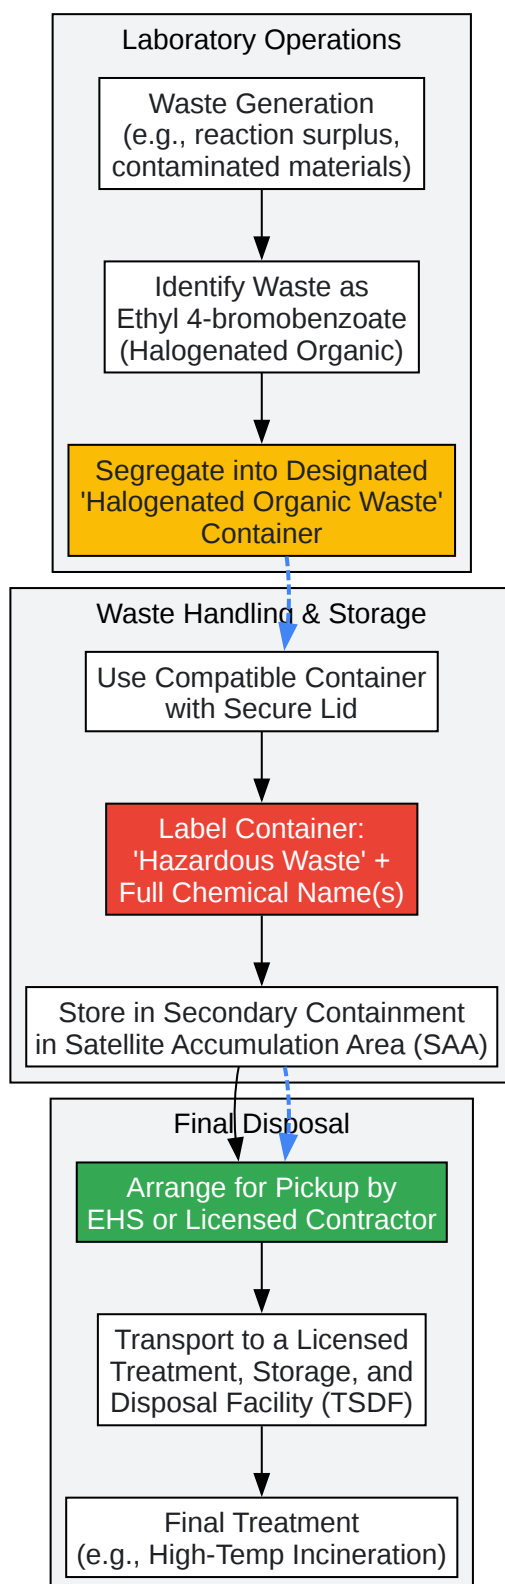 Laboratory Operations
Waste Generation
(e.g., reaction surplus,
contaminated materials)
Identify Waste as
Ethyl 4-bromobenzoate
(Halogenated Organic)
Segregate into Designated
'Halogenated Organic Waste'
Container
Waste Handling & Storage
Use Compatible Container
with Secure Lid
Label Container:
'Hazardous Waste' +
Full Chemical Name(s)
Store in Secondary Containment
in Satellite Accumulation Area (SAA)
Final Disposal
Arrange for Pickup by
EHS or Licensed Contractor
Transport to a Licensed
Treatment, Storage, and
Disposal Facility (TSDF)
Final Treatment
(e.g., High-Temp Incineration)